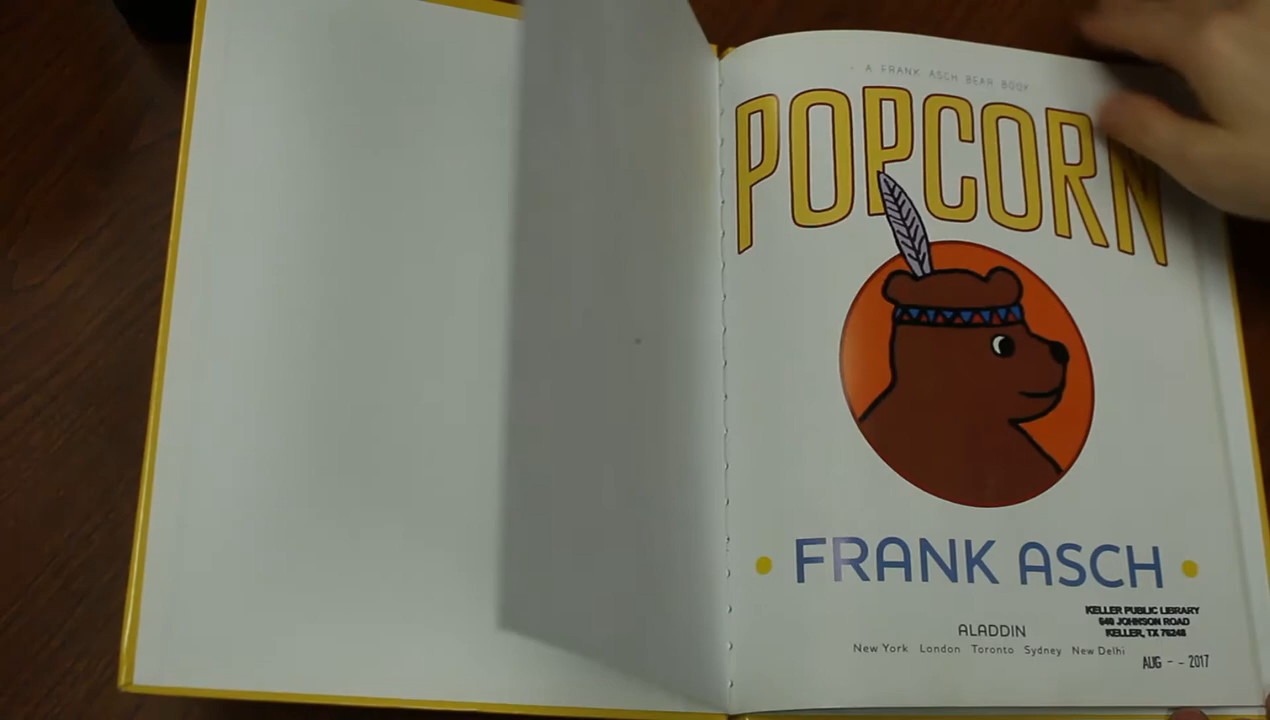 A FRANK ASCH BEAR BOOK
POPCORN
FRANK ASCH
KELLER PUBLIC LIBRARY
640 JOHNSON ROAD
KELLER, TX 76248
ALADDIN
New York London Toronto Sydney New Delhi
AUG - - 2017